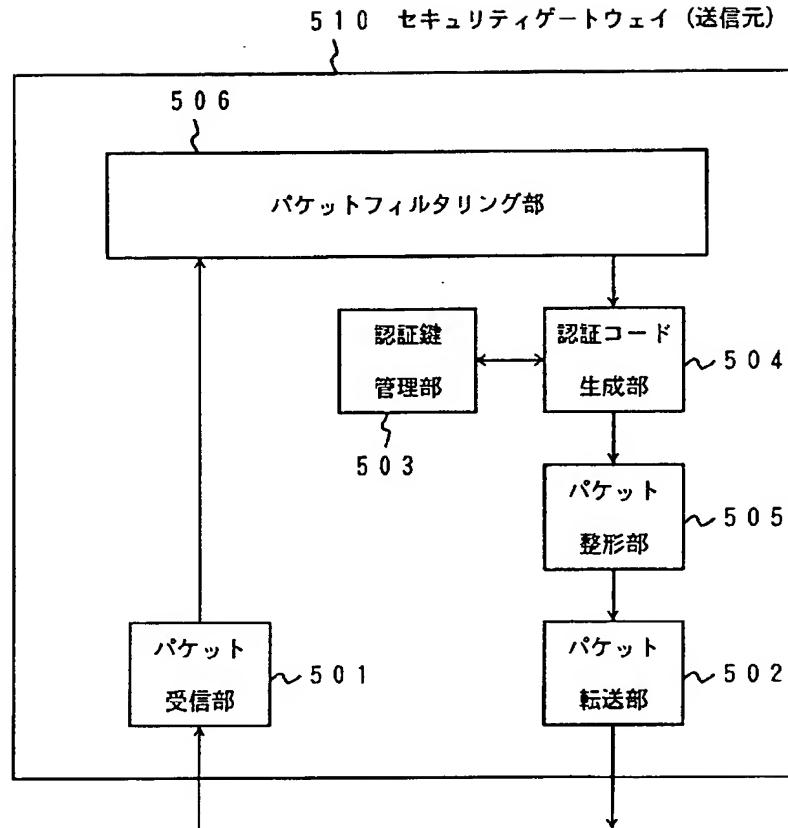 ５１０ セキュリティゲートウェイ（送信元）
５０６
パケットフィルタリング部
認証鍵
管理部
５０３
認証コード
生成部
５０４
パケット
整形部
５０５
パケット
受信部
５０１
パケット
転送部
５０２